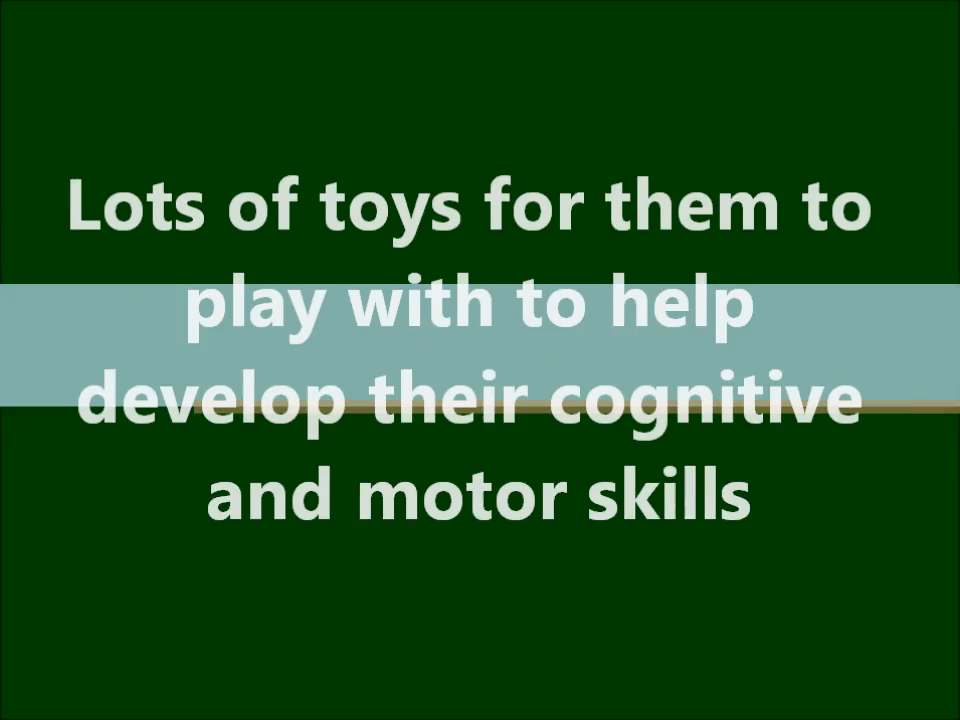 Lots of toys for them to
play with to help
develop their cognitive
and motor skills